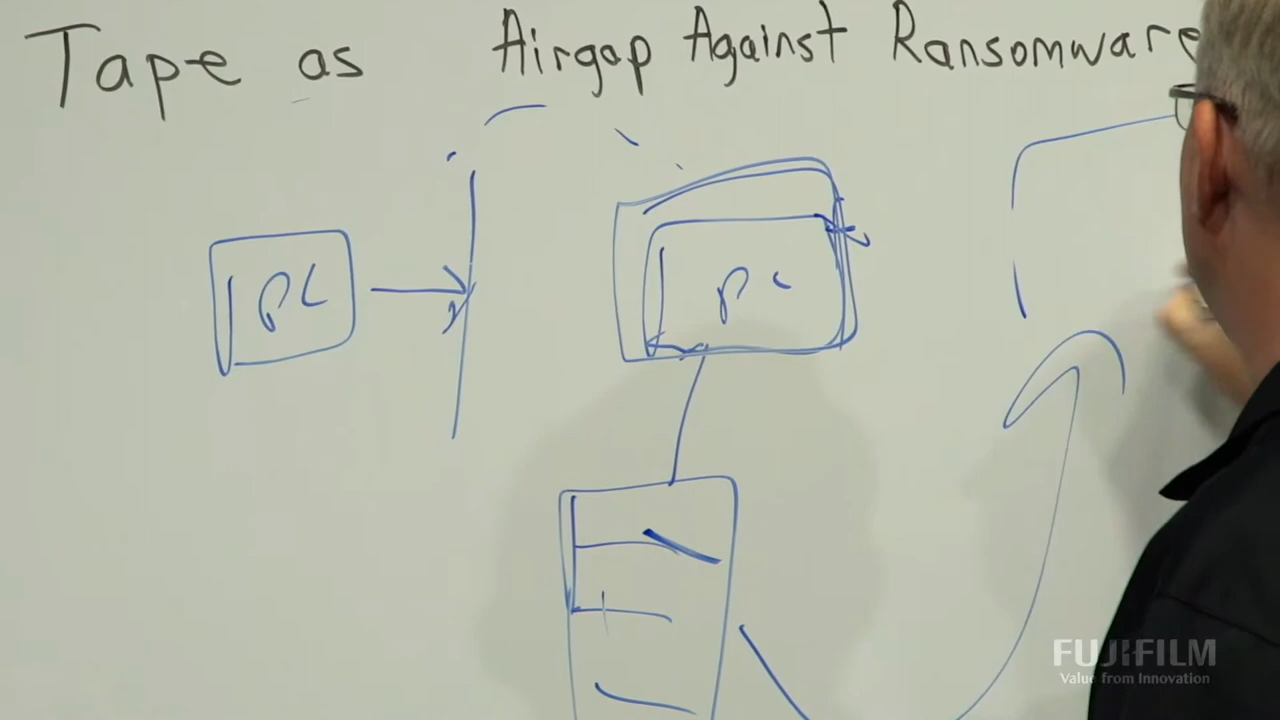 Tape as Airgap Against Ransomware
PC
PC
FUJIFILM
Value from Innovation